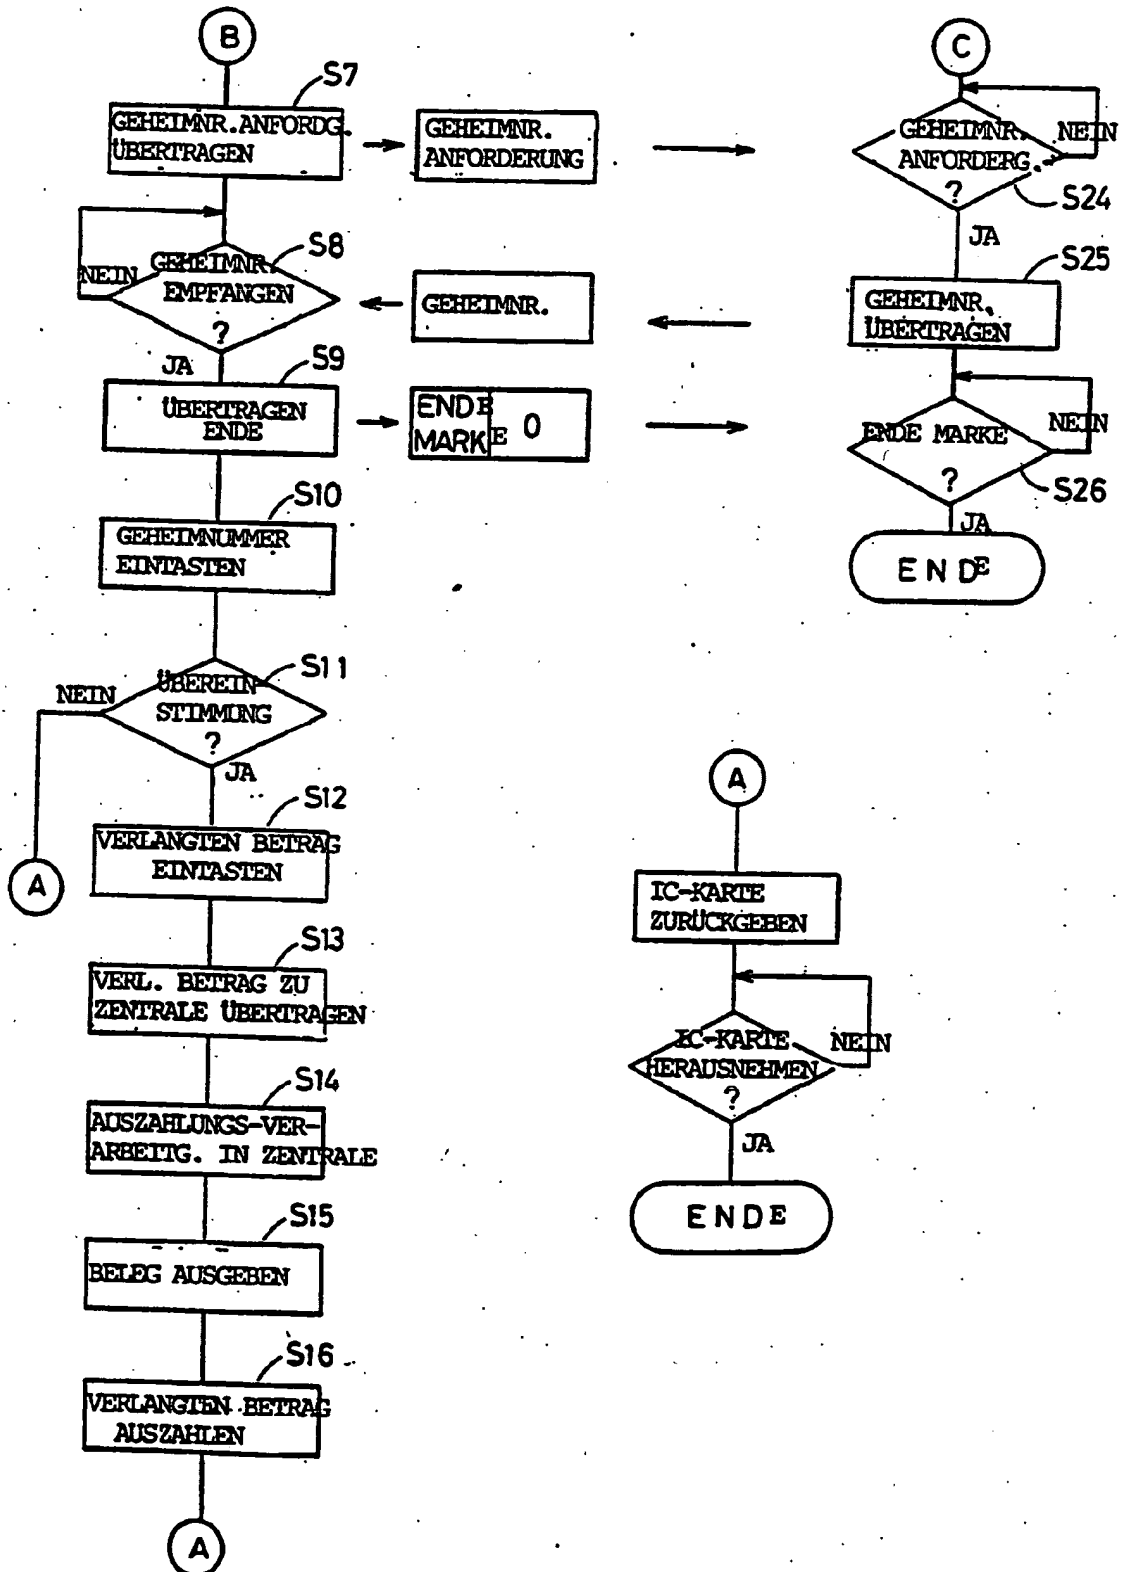 B
S7
GEHEIMNR.ANFORDG.
ÜBERTRAGEN
GEHEIMNR.
ANFORDERUNG
S8
NEIN
GEHEIMNR.
EMPFANGEN
?
GEHEIMNR.
JA
S9
ÜBERTRAGEN
ENDE
ENDE
MARKE 0
S10
GEHEIMNUMMER
EINTASTEN
S11
NEIN
ÜBEREIN-
STIMMUNG
?
JA
A
S12
VERLANGTEN BETRAG
EINTASTEN
S13
VERL. BETRAG ZU
ZENTRALE ÜBERTRAGEN
S14
AUSZAHLUNGS-VER-
ARBEITG. IN ZENTRALE
S15
BELEG AUSGEBEN
S16
VERLANGTEN BETRAG
AUSZAHLEN
A
C
GEHEIMNR.
ANFORDERG.
?
NEIN
S24
JA
S25
GEHEIMNR.
ÜBERTRAGEN
NEIN
ENDE MARKE
?
S26
JA
ENDE
A
IC-KARTE
ZURÜCKGEBEN
IC-KARTE
HERAUSNEHMEN
?
NEIN
JA
ENDE